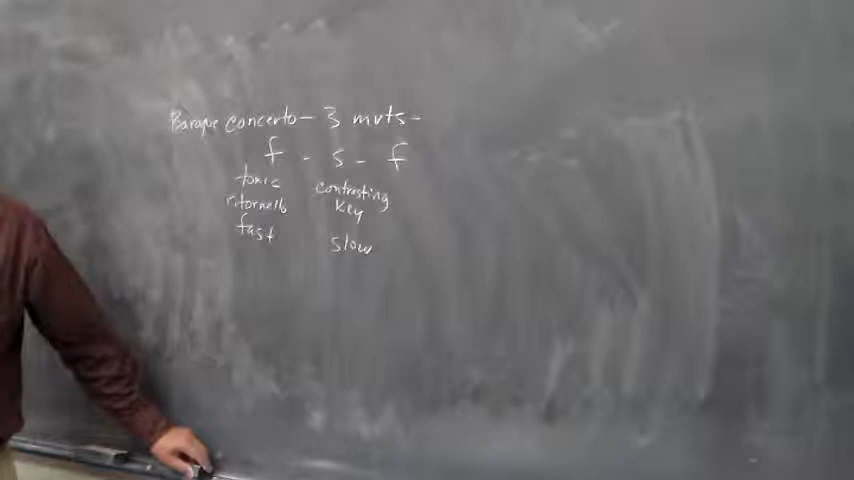 Baroque concerto - 3 mvts -
f - s - f
tonic contrasting
ritornello key
fast slow